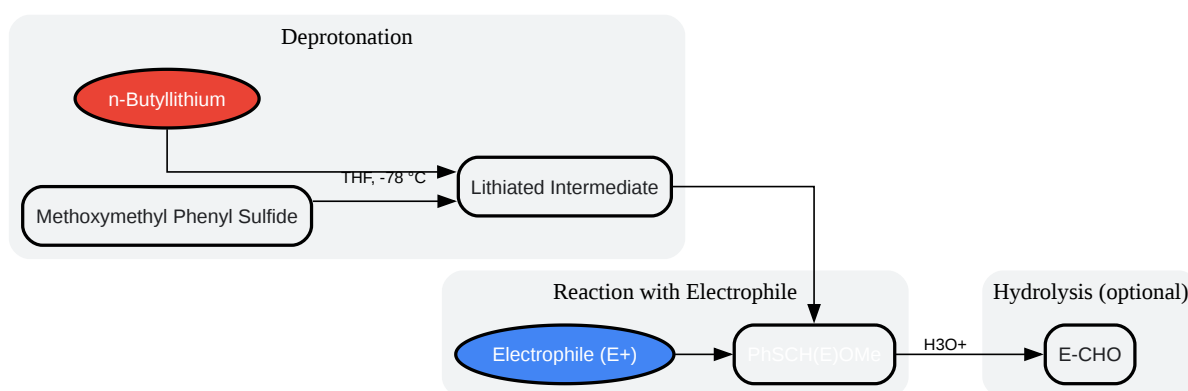 Deprotonation
n-Butyllithium
THF, -78 °C
Lithiated Intermediate
Methoxymethyl Phenyl Sulfide
Reaction with Electrophile
Hydrolysis (optional)
Electrophile (E+)
PhSCH(E)OMe
H3O+
E-CHO